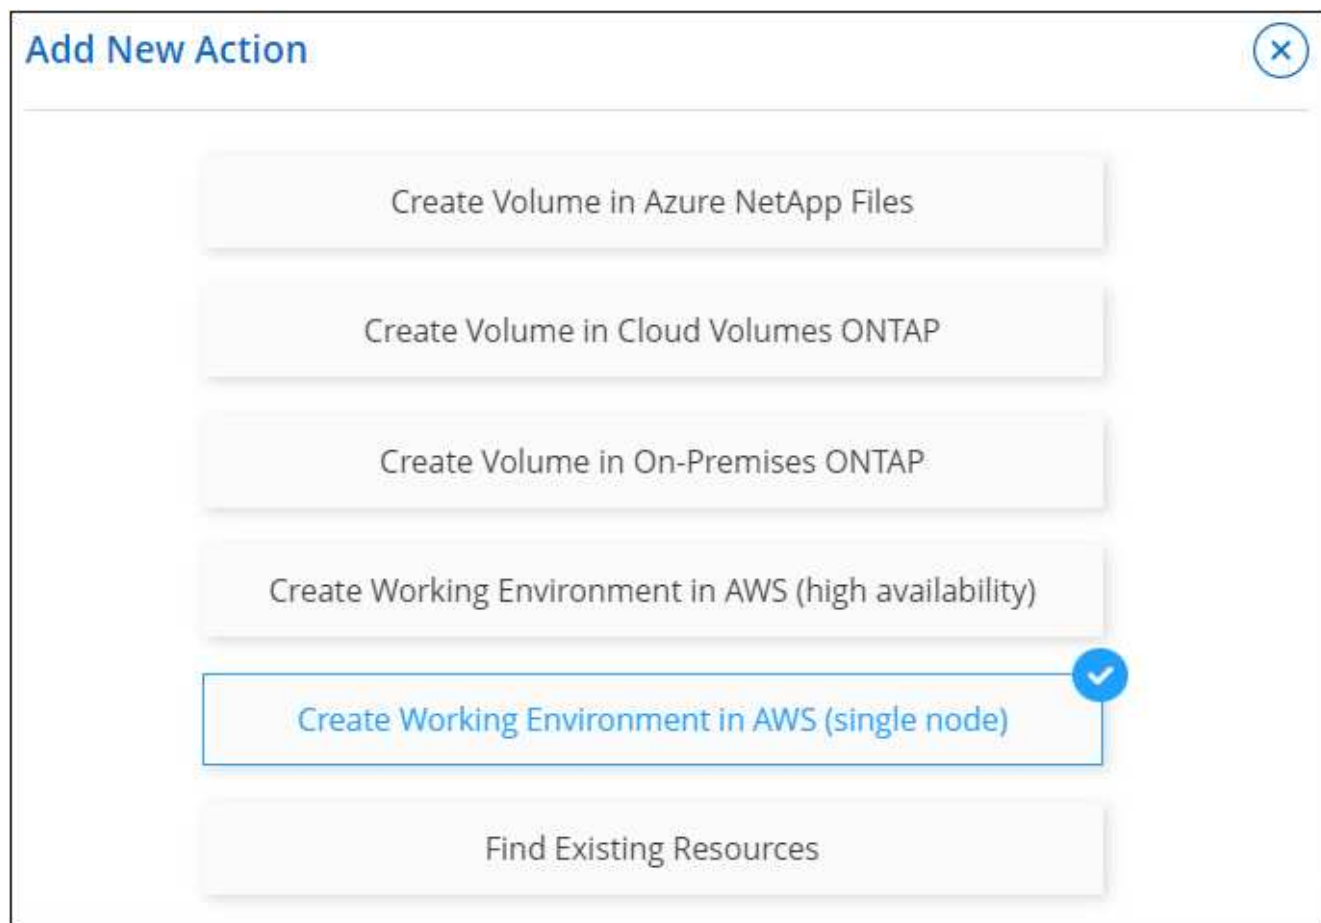 Add New Action
Create Volume in Azure NetApp Files
Create Volume in Cloud Volumes ONTAP
Create Volume in On-Premises ONTAP
Create Working Environment in AWS (high availability)
Create Working Environment in AWS (single node)
Find Existing Resources